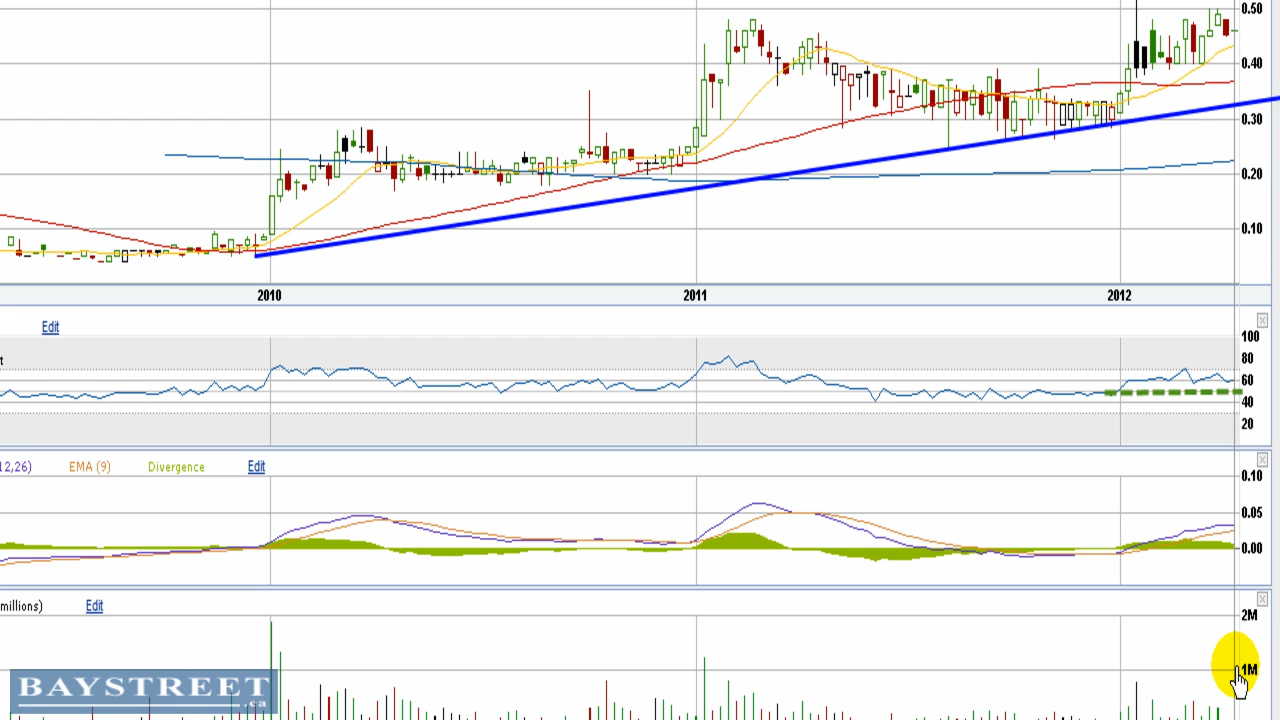 0.50
0.40
0.30
0.20
0.10
2010 2011 2012
Edit
t
100
80
60
40
20
12,26) EMA (9) Divergence Edit
0.10
0.05
0.00
millions) Edit
2M
1M
BAYSTREET
.ca